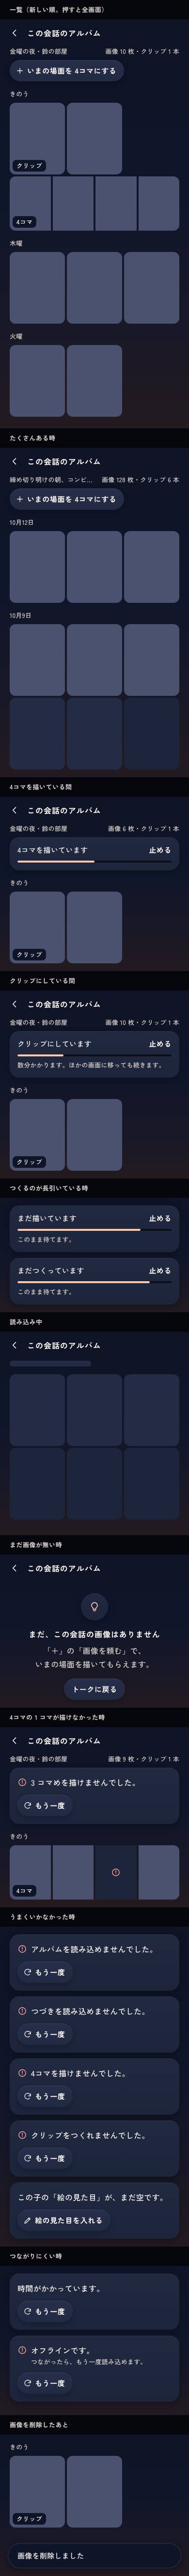 一覧（新しい順。押すと全画面）
この会話のアルバム
金曜の夜・鈴の部屋
画像 10 枚・クリップ 1 本
いまの場面を 4コマにする
きのう
クリップ
4コマ
木曜
火曜
たくさんある時
この会話のアルバム
締め切り明けの朝、コンビ…
画像 128 枚・クリップ 6 本
いまの場面を 4コマにする
10月12日
10月9日
4コマを描いている間
この会話のアルバム
金曜の夜・鈴の部屋
画像 6 枚・クリップ 1 本
4コマを描いています
止める
きのう
クリップ
クリップにしている間
この会話のアルバム
金曜の夜・鈴の部屋
画像 10 枚・クリップ 1 本
クリップにしています
止める
数分かかります。ほかの画面に移っても続きます。
きのう
クリップ
つくるのが長引いている時
まだ描いています
止める
このまま待てます。
まだつくっています
止める
このまま待てます。
読み込み中
この会話のアルバム
まだ画像が無い時
この会話のアルバム
まだ、この会話の画像はありません
「＋」の「画像を頼む」で、
いまの場面を描いてもらえます。
トークに戻る
4コマの 1 コマが描けなかった時
この会話のアルバム
金曜の夜・鈴の部屋
画像 9 枚・クリップ 1 本
3 コマめを描けませんでした。
もう一度
きのう
4コマ
うまくいかなかった時
アルバムを読み込めませんでした。
もう一度
つづきを読み込めませんでした。
もう一度
4コマを描けませんでした。
もう一度
クリップをつくれませんでした。
もう一度
この子の「絵の見た目」が、まだ空です。
絵の見た目を入れる
つながりにくい時
時間がかかっています。
もう一度
オフラインです。
つながったら、もう一度読み込めます。
もう一度
画像を削除したあと
きのう
クリップ
画像を削除しました